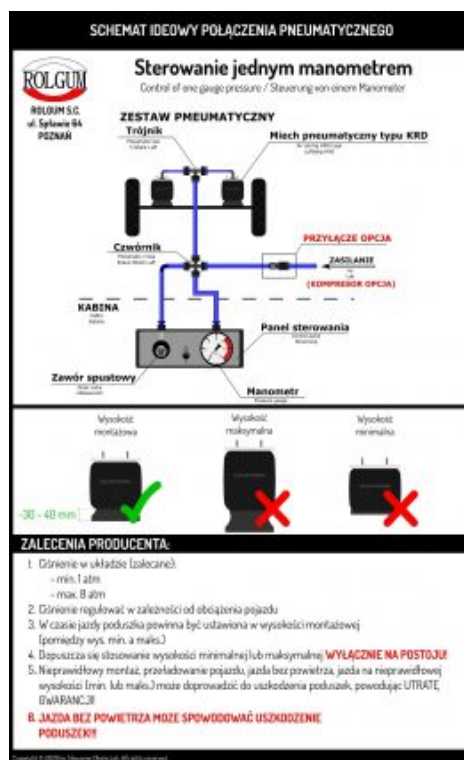 SCHEMAT IDEOWY POŁĄCZENIA PNEUMATYCZNEGO
ROLGUM
ROLGUM S.C.
ul. Spławie 64
POZNAŃ
Sterowanie jednym manometrem
Control of one gauge pressure / Steuerung von einem Manometer
ZESTAW PNEUMATYCZNY
Trójnik
Miech pneumatyczny typu KRD
Czwórnik
PRZYŁĄCZE OPCJA
ZASILANIE
(KOMPRESOR OPCJA)
KABINA
Panel sterowania
Zawór spustowy
Manometr
Wysokość
montażowa
Wysokość
maksymalna
Wysokość
minimalna
~30 - 40 mm
ZALECENIA PRODUCENTA:
1. Ciśnienie w układzie (zalecane):
- min. 1 atm
- max. 8 atm
2. Ciśnienie regulować w zależności od obciążenia pojazdu
3. W czasie jazdy poduszka powinna być ustawiona w wysokości montażowej
(pomiędzy wys. min. a maks.)
4. Dopuszcza się stosowanie wysokości minimalnej lub maksymalnej WYŁĄCZNIE NA POSTOJU!
5. Nieprawidłowy montaż, przeładowanie pojazdu, jazda bez powietrza, jazda na nieprawidłowej
wysokości (min. lub maks.) może doprowadzić do uszkodzenia poduszek, powodując UTRATĘ
GWARANCJI!
6. JAZDA BEZ POWIETRZA MOŻE SPOWODOWAĆ USZKODZENIE
PODUSZEK!!!